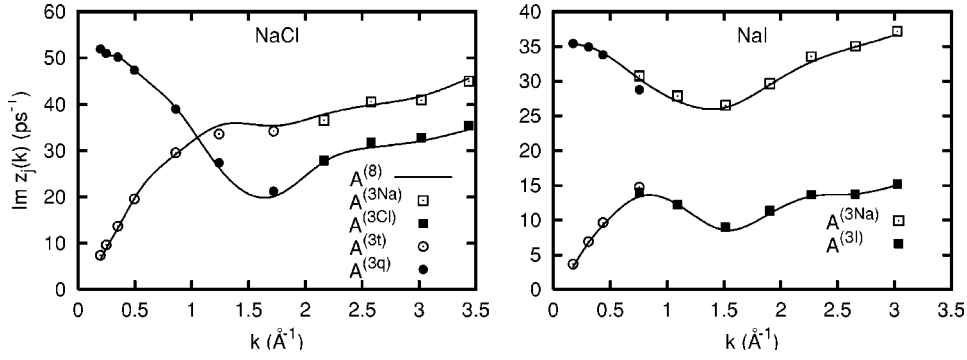 NaCl
Im z_j(k) (ps⁻¹)
60
50
40
30
20
10
0
A⁽⁸⁾
A⁽³ᴺᵃ⁾
A⁽³ᶜˡ⁾
A⁽³ᵗ⁾
A⁽³q⁾
0 0.5 1 1.5 2 2.5 3 3.5
k (Å⁻¹)
NaI
40
35
30
25
20
15
10
5
0
A⁽³ᴺᵃ⁾
A⁽³ᴵ⁾
0 0.5 1 1.5 2 2.5 3 3.5
k (Å⁻¹)